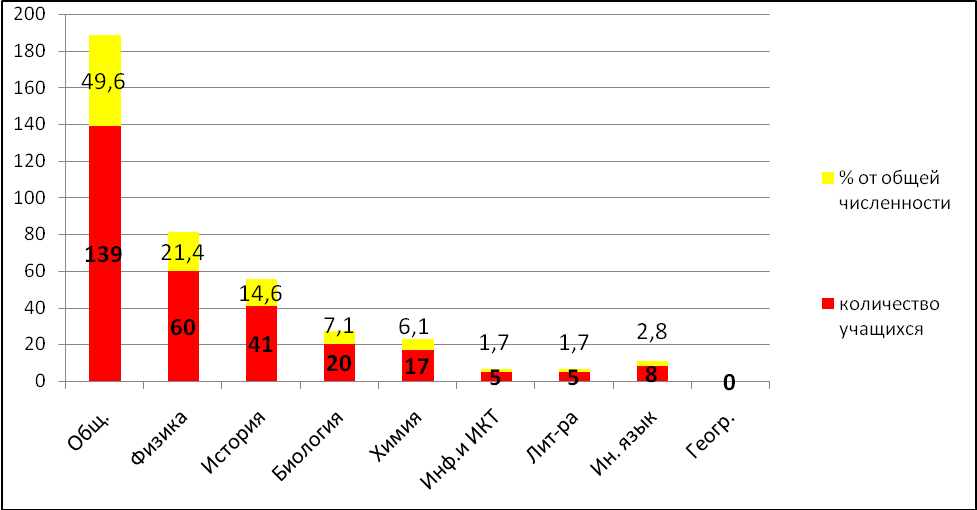 200
180
160
140
120
100
80
60
40
20
0
49,6
139
21,4
60
14,6
41
7,1
20
6,1
17
1,7
5
1,7
5
2,8
8
0
Общ.
Физика
История
Биология
Химия
Инф.и ИКТ
Лит-ра
Ин. язык
Геогр.
% от общей
численности
количество
учащихся